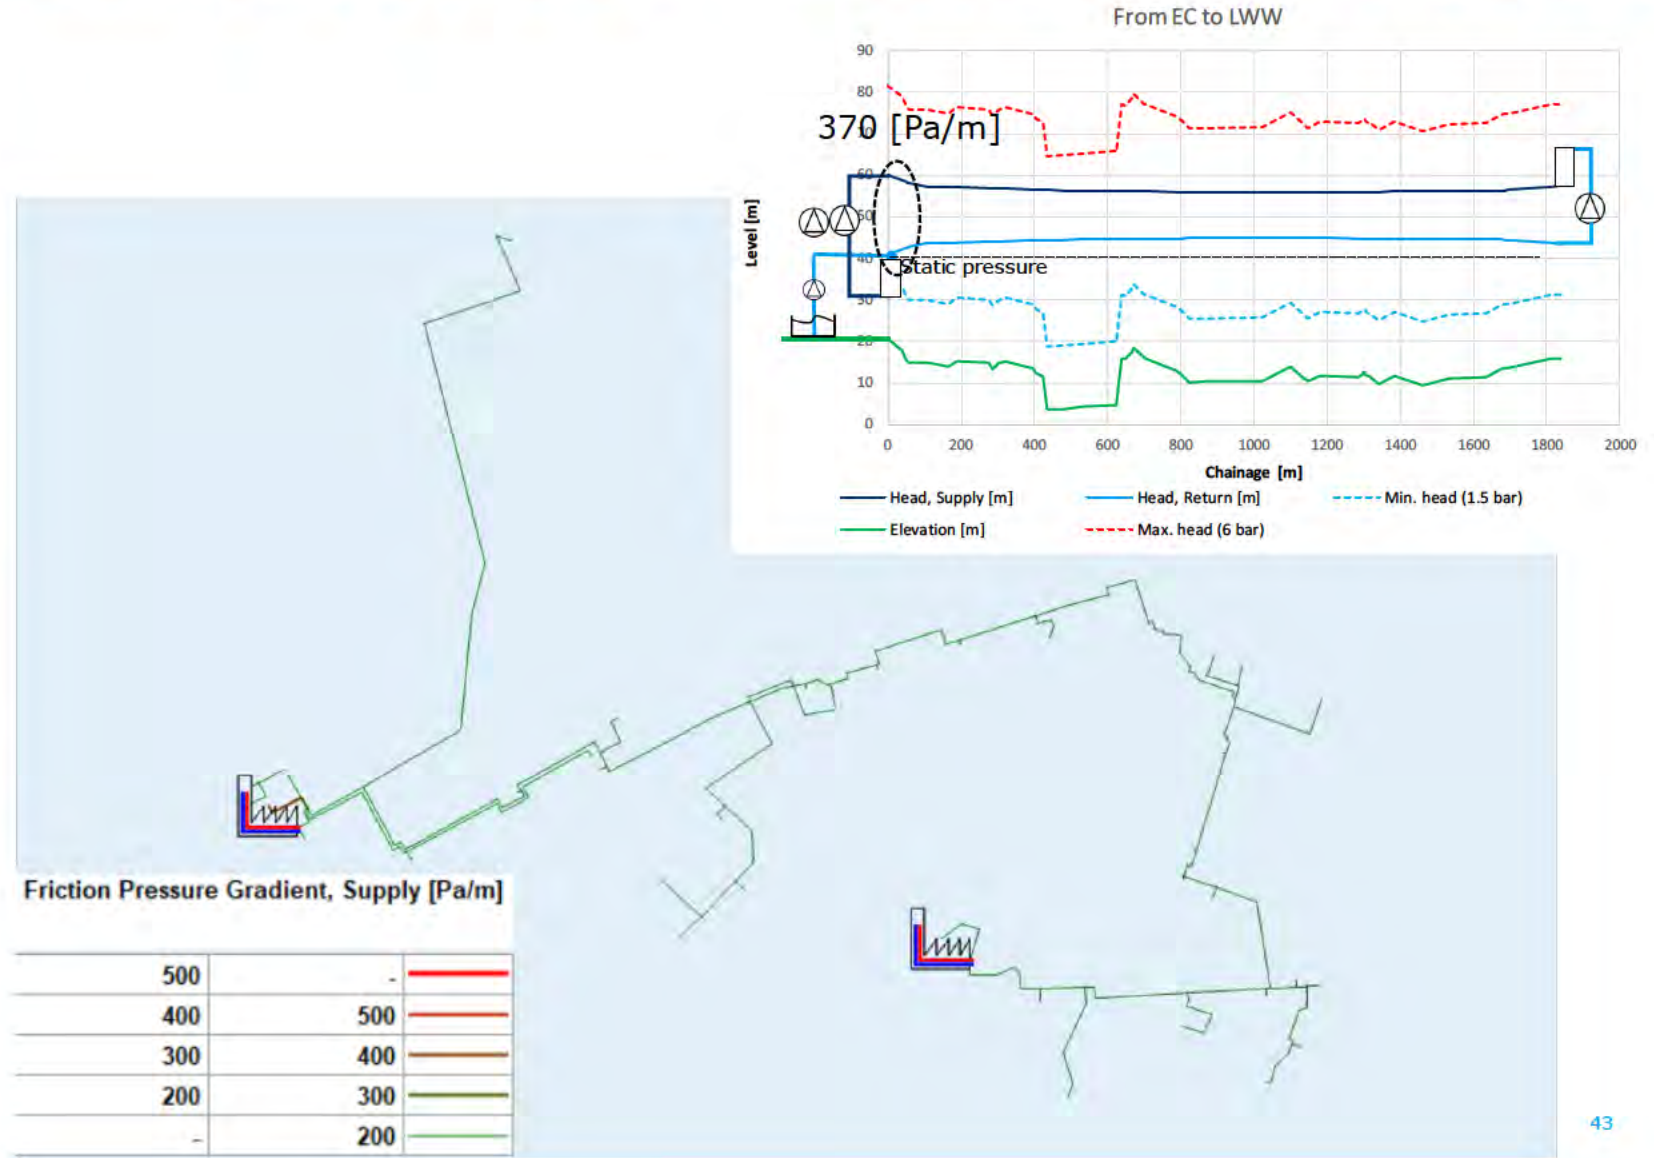 From EC to LWW
90
80
370 [Pa/m]
70
60
50
40
Static pressure
30
20
10
0
Level [m]
0 200 400 600 800 1000 1200 1400 1600 1800 2000
Chainage [m]
Head, Supply [m] Head, Return [m] Min. head (1.5 bar)
Elevation [m] Max. head (6 bar)
Friction Pressure Gradient, Supply [Pa/m]
500 -
400 500
300 400
200 300
- 200
43